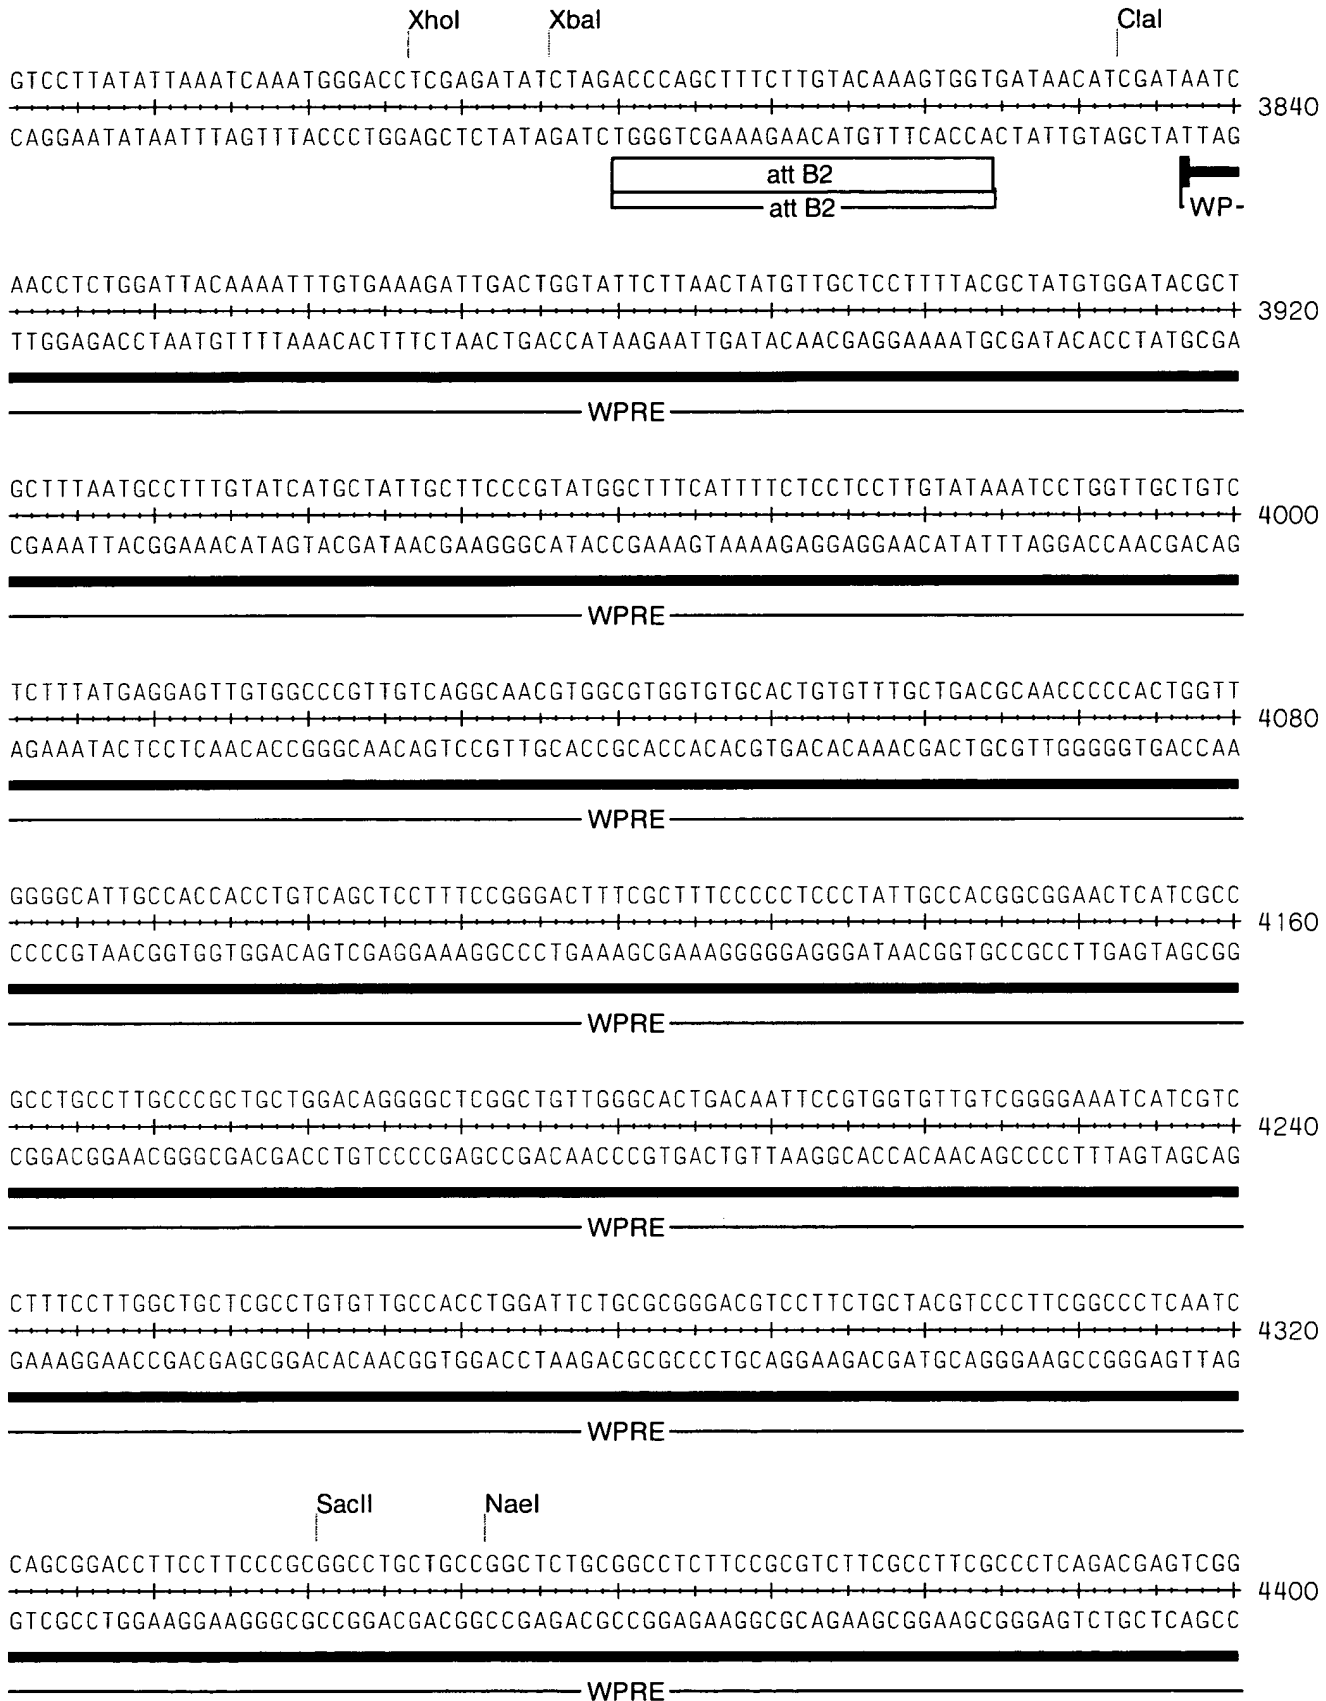 XhoI XbaI ClaI
GTCCTTATATTAAATCAAATGGGACCTCGAGATATCTAGACCCAGCTTTCTTGTACAAAGTGGTGATAACATCGATAATC
3840
CAGGAATATAATTTAGTTTACCCTGGAGCTCTATAGATCTGGGTCGAAAGAACATGTTTCACCACTATTGTAGCTATTAG
att B2
att B2 WP-
AACCTCTGGATTACAAAATTTGTGAAAGATTGACTGGTATTCTTAACTATGTTGCTCCTTTTACGCTATGTGGATACGCT
3920
TTGGAGACCTAATGTTTTAAACACTTTCTAACTGACCATAAGAATTGATACAACGAGGAAAATGCGATACACCTATGCGA
WPRE
GCTTTAATGCCTTTGTATCATGCTATTGCTTCCCGTATGGCTTTCATTTTCTCCTCCTTGTATAAATCCTGGTTGCTGTC
4000
CGAAATTACGGAAACATAGTACGATAACGAAGGGCATACCGAAAGTAAAAGAGGAGGAACATATTTAGGACCAACGACAG
WPRE
TCTTTATGAGGAGTTGTGGCCCGTTGTCAGGCAACGTGGCGTGGTGTGCACTGTGTTTGCTGACGCAACCCCCACTGGTT
4080
AGAAATACTCCTCAACACCGGGCAACAGTCCGTTGCACCGCACCACACGTGACACAAACGACTGCGTTGGGGGTGACCAA
WPRE
GGGGCATTGCCACCACCTGTCAGCTCCTTTCCGGGACTTTCGCTTTCCCCCTCCCTATTGCCACGGCGGAACTCATCGCC
4160
CCCCGTAACGGTGGTGGACAGTCGAGGAAAGGCCCTGAAAGCGAAAGGGGGAGGGATAACGGTGCCGCCTTGAGTAGCGG
WPRE
GCCTGCCTTGCCCGCTGCTGGACAGGGGCTCGGCTGTTGGGCACTGACAATTCCGTGGTGTTGTCGGGGAAATCATCGTC
4240
CGGACGGAACGGGCGACGACCTGTCCCCGAGCCGACAACCCGTGACTGTTAAGGCACCACAACAGCCCCTTTAGTAGCAG
WPRE
CTTTCCTTGGCTGCTCGCCTGTGTTGCCACCTGGATTCTGCGCGGGACGTCCTTCTGCTACGTCCCTTCGGCCCTCAATC
4320
GAAAGGAACCGACGAGCGGACACAACGGTGGACCTAAGACGCGCCCTGCAGGAAGACGATGCAGGGAAGCCGGGAGTTAG
WPRE
SacII NaeI
CAGCGGACCTTCCTTCCCGCGGCCTGCTGCCGGCTCTGCGGCCTCTTCCGCGTCTTCGCCTTCGCCCTCAGACGAGTCGG
4400
GTCGCCTGGAAGGAAGGGCGCCGGACGACGGCCGAGACGCCGGAGAAGGCGCAGAAGCGGAAGCGGGAGTCTGCTCAGCC
WPRE